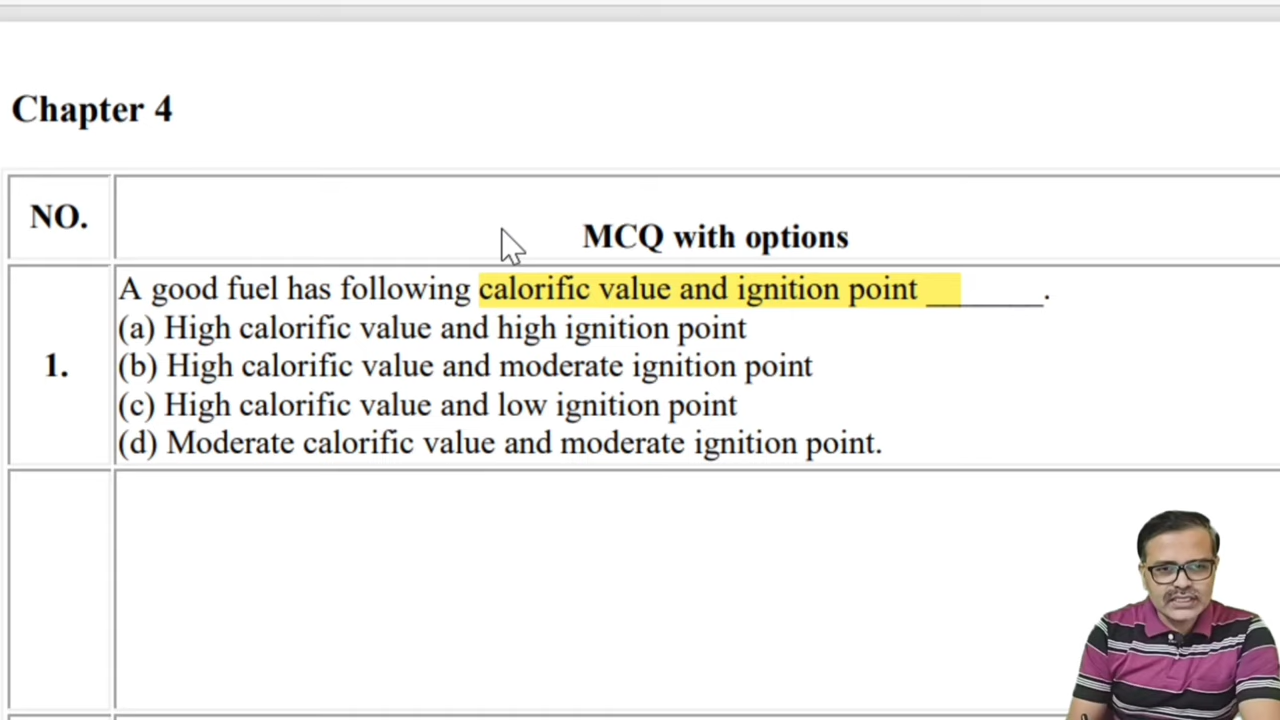 Chapter 4
NO.
MCQ with options
1.
A good fuel has following calorific value and ignition point _______.
(a) High calorific value and high ignition point
(b) High calorific value and moderate ignition point
(c) High calorific value and low ignition point
(d) Moderate calorific value and moderate ignition point.